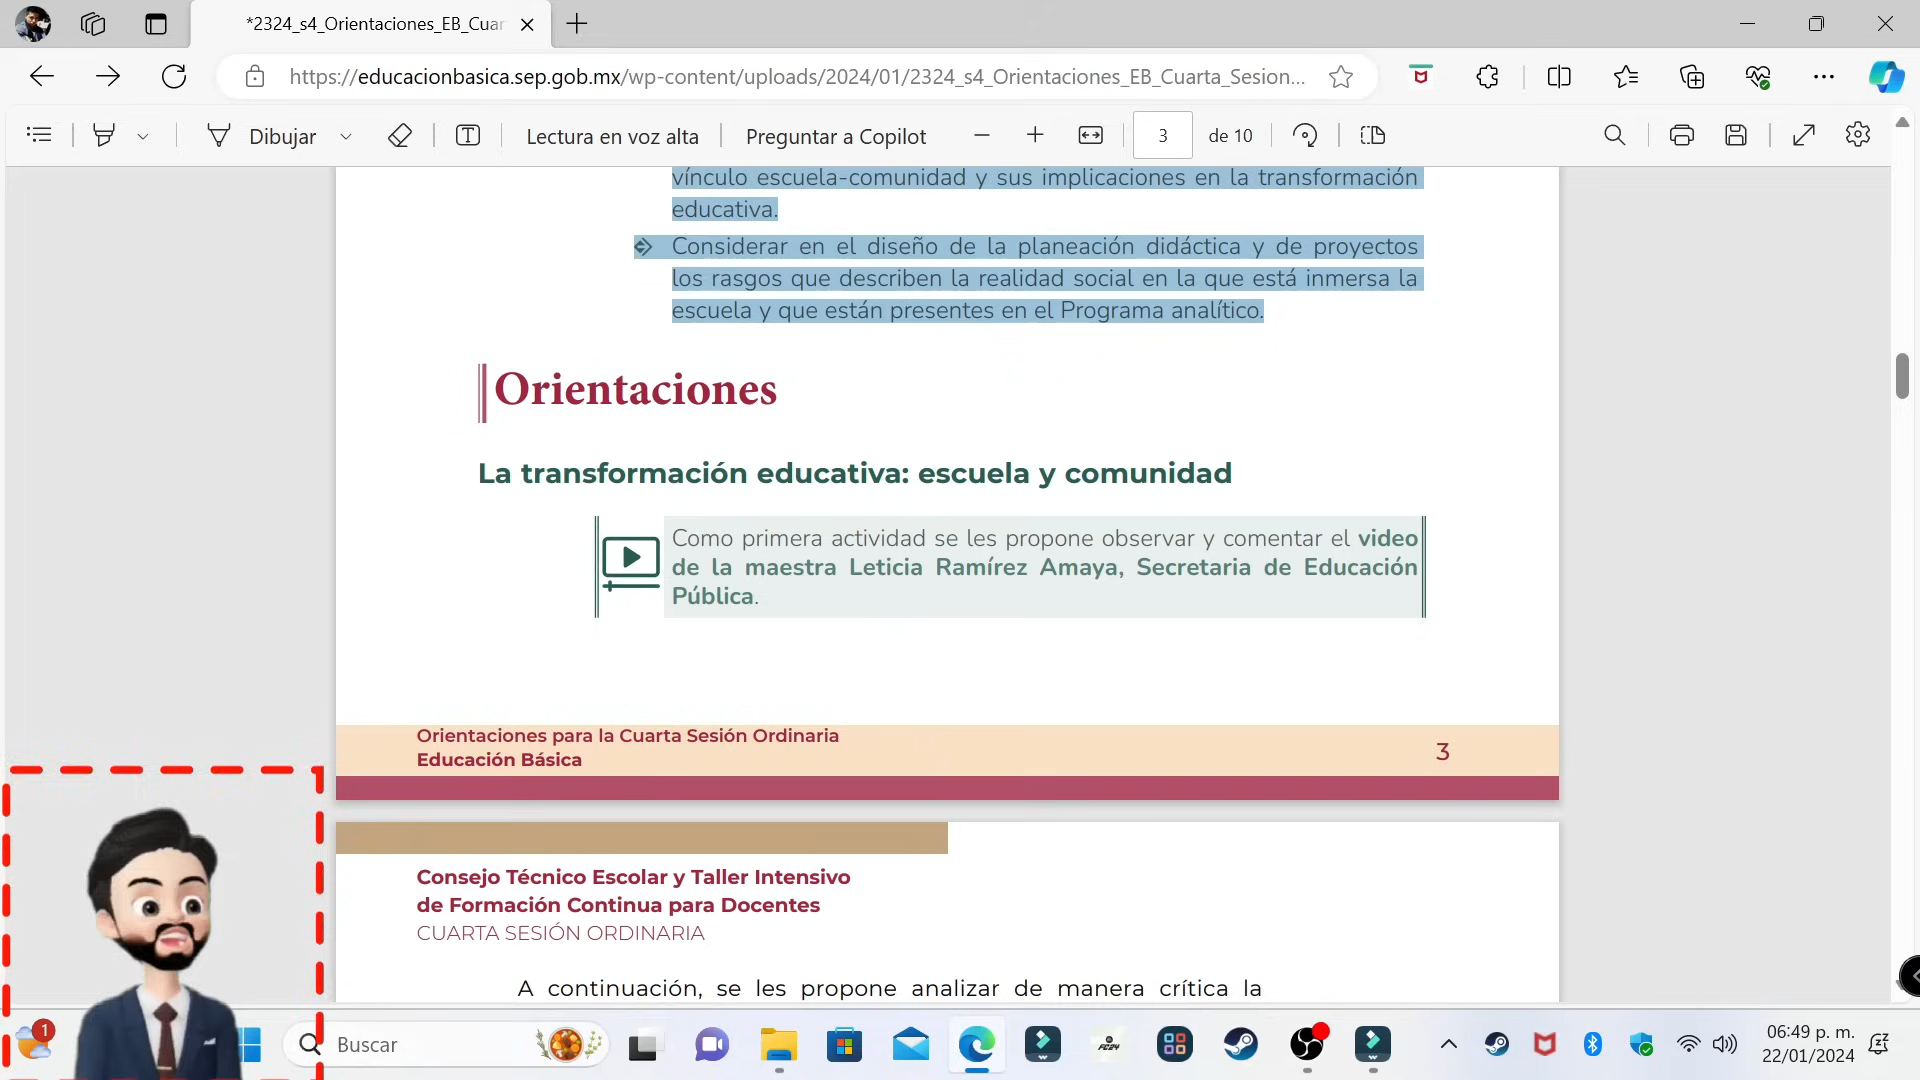 *2324_s4_Orientaciones_EB_Cuar
https://educacionbasica.sep.gob.mx/wp-content/uploads/2024/01/2324_s4_Orientaciones_EB_Cuarta_Sesion...
Dibujar
Lectura en voz alta
Preguntar a Copilot
3
de 10
vínculo escuela-comunidad y sus implicaciones en la transformación
educativa.
Considerar en el diseño de la planeación didáctica y de proyectos
los rasgos que describen la realidad social en la que está inmersa la
escuela y que están presentes en el Programa analítico.
Orientaciones
La transformación educativa: escuela y comunidad
Como primera actividad se les propone observar y comentar el video
de la maestra Leticia Ramírez Amaya, Secretaria de Educación
Pública.
Orientaciones para la Cuarta Sesión Ordinaria
Educación Básica
3
Consejo Técnico Escolar y Taller Intensivo
de Formación Continua para Docentes
CUARTA SESIÓN ORDINARIA
A continuación, se les propone analizar de manera crítica la
1
Buscar
FC24
06:49 p. m.
22/01/2024